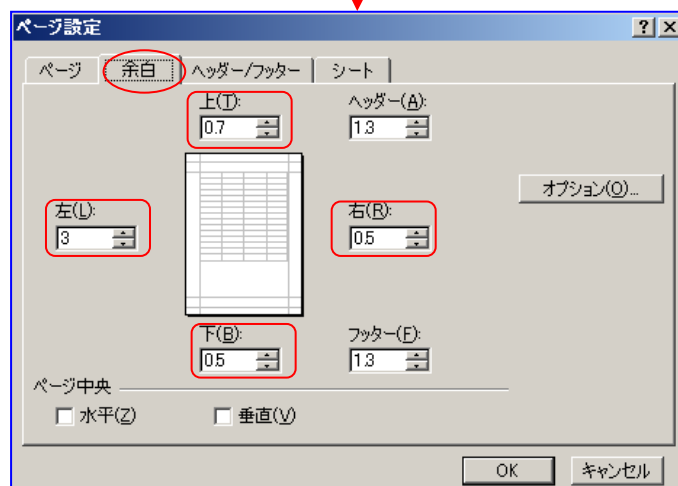 ページ設定
ページ 余白 ヘッダー/フッター シート
上(T): ヘッダー(A):
0.7 1.3
オプション(O)...
左(L): 右(R):
3 0.5
下(B): フッター(F):
0.5 1.3
ページ中央
水平(Z) 垂直(V)
OK キャンセル